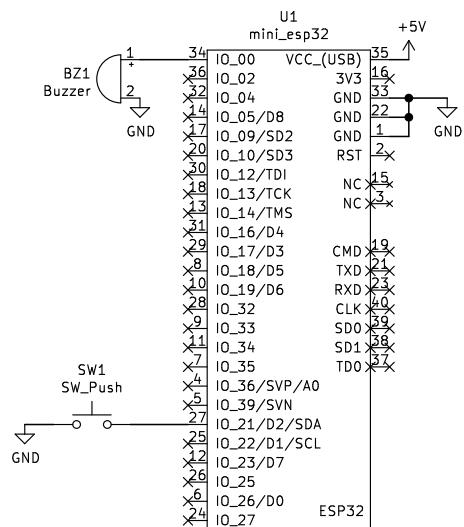 U1
mini_esp32
+5V
1 34 IO_00 VCC_(USB) 35
+
BZ1
Buzzer
36 IO_02 3V3 16
2 32 IO_04 GND 33
14 IO_05/D8 GND 22
GND GND
17 IO_09/SD2 GND 1
20 IO_10/SD3 RST 2
30 IO_12/TDI
NC 15
18 IO_13/TCK
NC 3
13 IO_14/TMS
31 IO_16/D4
29 IO_17/D3 CMD 19
8 IO_18/D5 TXD 21
10 IO_19/D6 RXD 23
28 IO_32 CLK 40
9 IO_33 SD0 39
11 IO_34 SD1 38
7 IO_35 TD0 37
SW1
SW_Push
4 IO_36/SVP/A0
5 IO_39/SVN
27 IO_21/D2/SDA
25 IO_22/D1/SCL
GND
12 IO_23/D7
26 IO_25
6 IO_26/D0
ESP32
24 IO_27